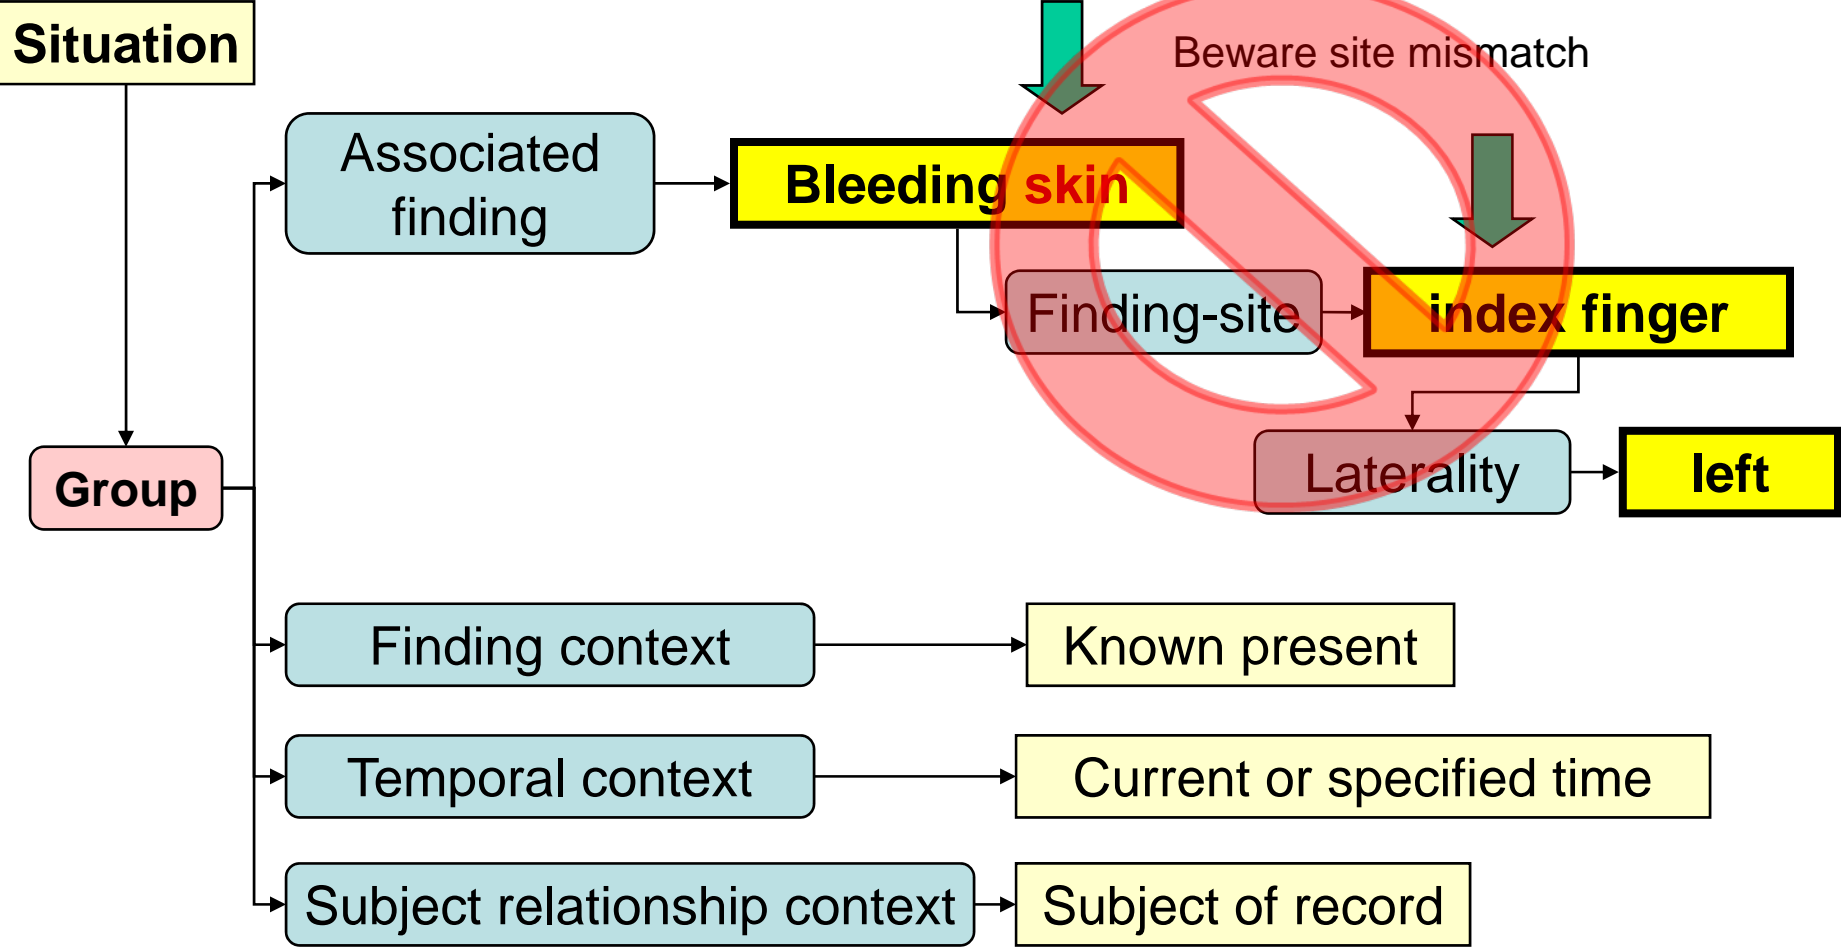 Situation
Beware site mismatch
Associated
finding
Bleeding skin
Finding-site
index finger
Laterality
left
Group
Finding context
Known present
Temporal context
Current or specified time
Subject relationship context
Subject of record